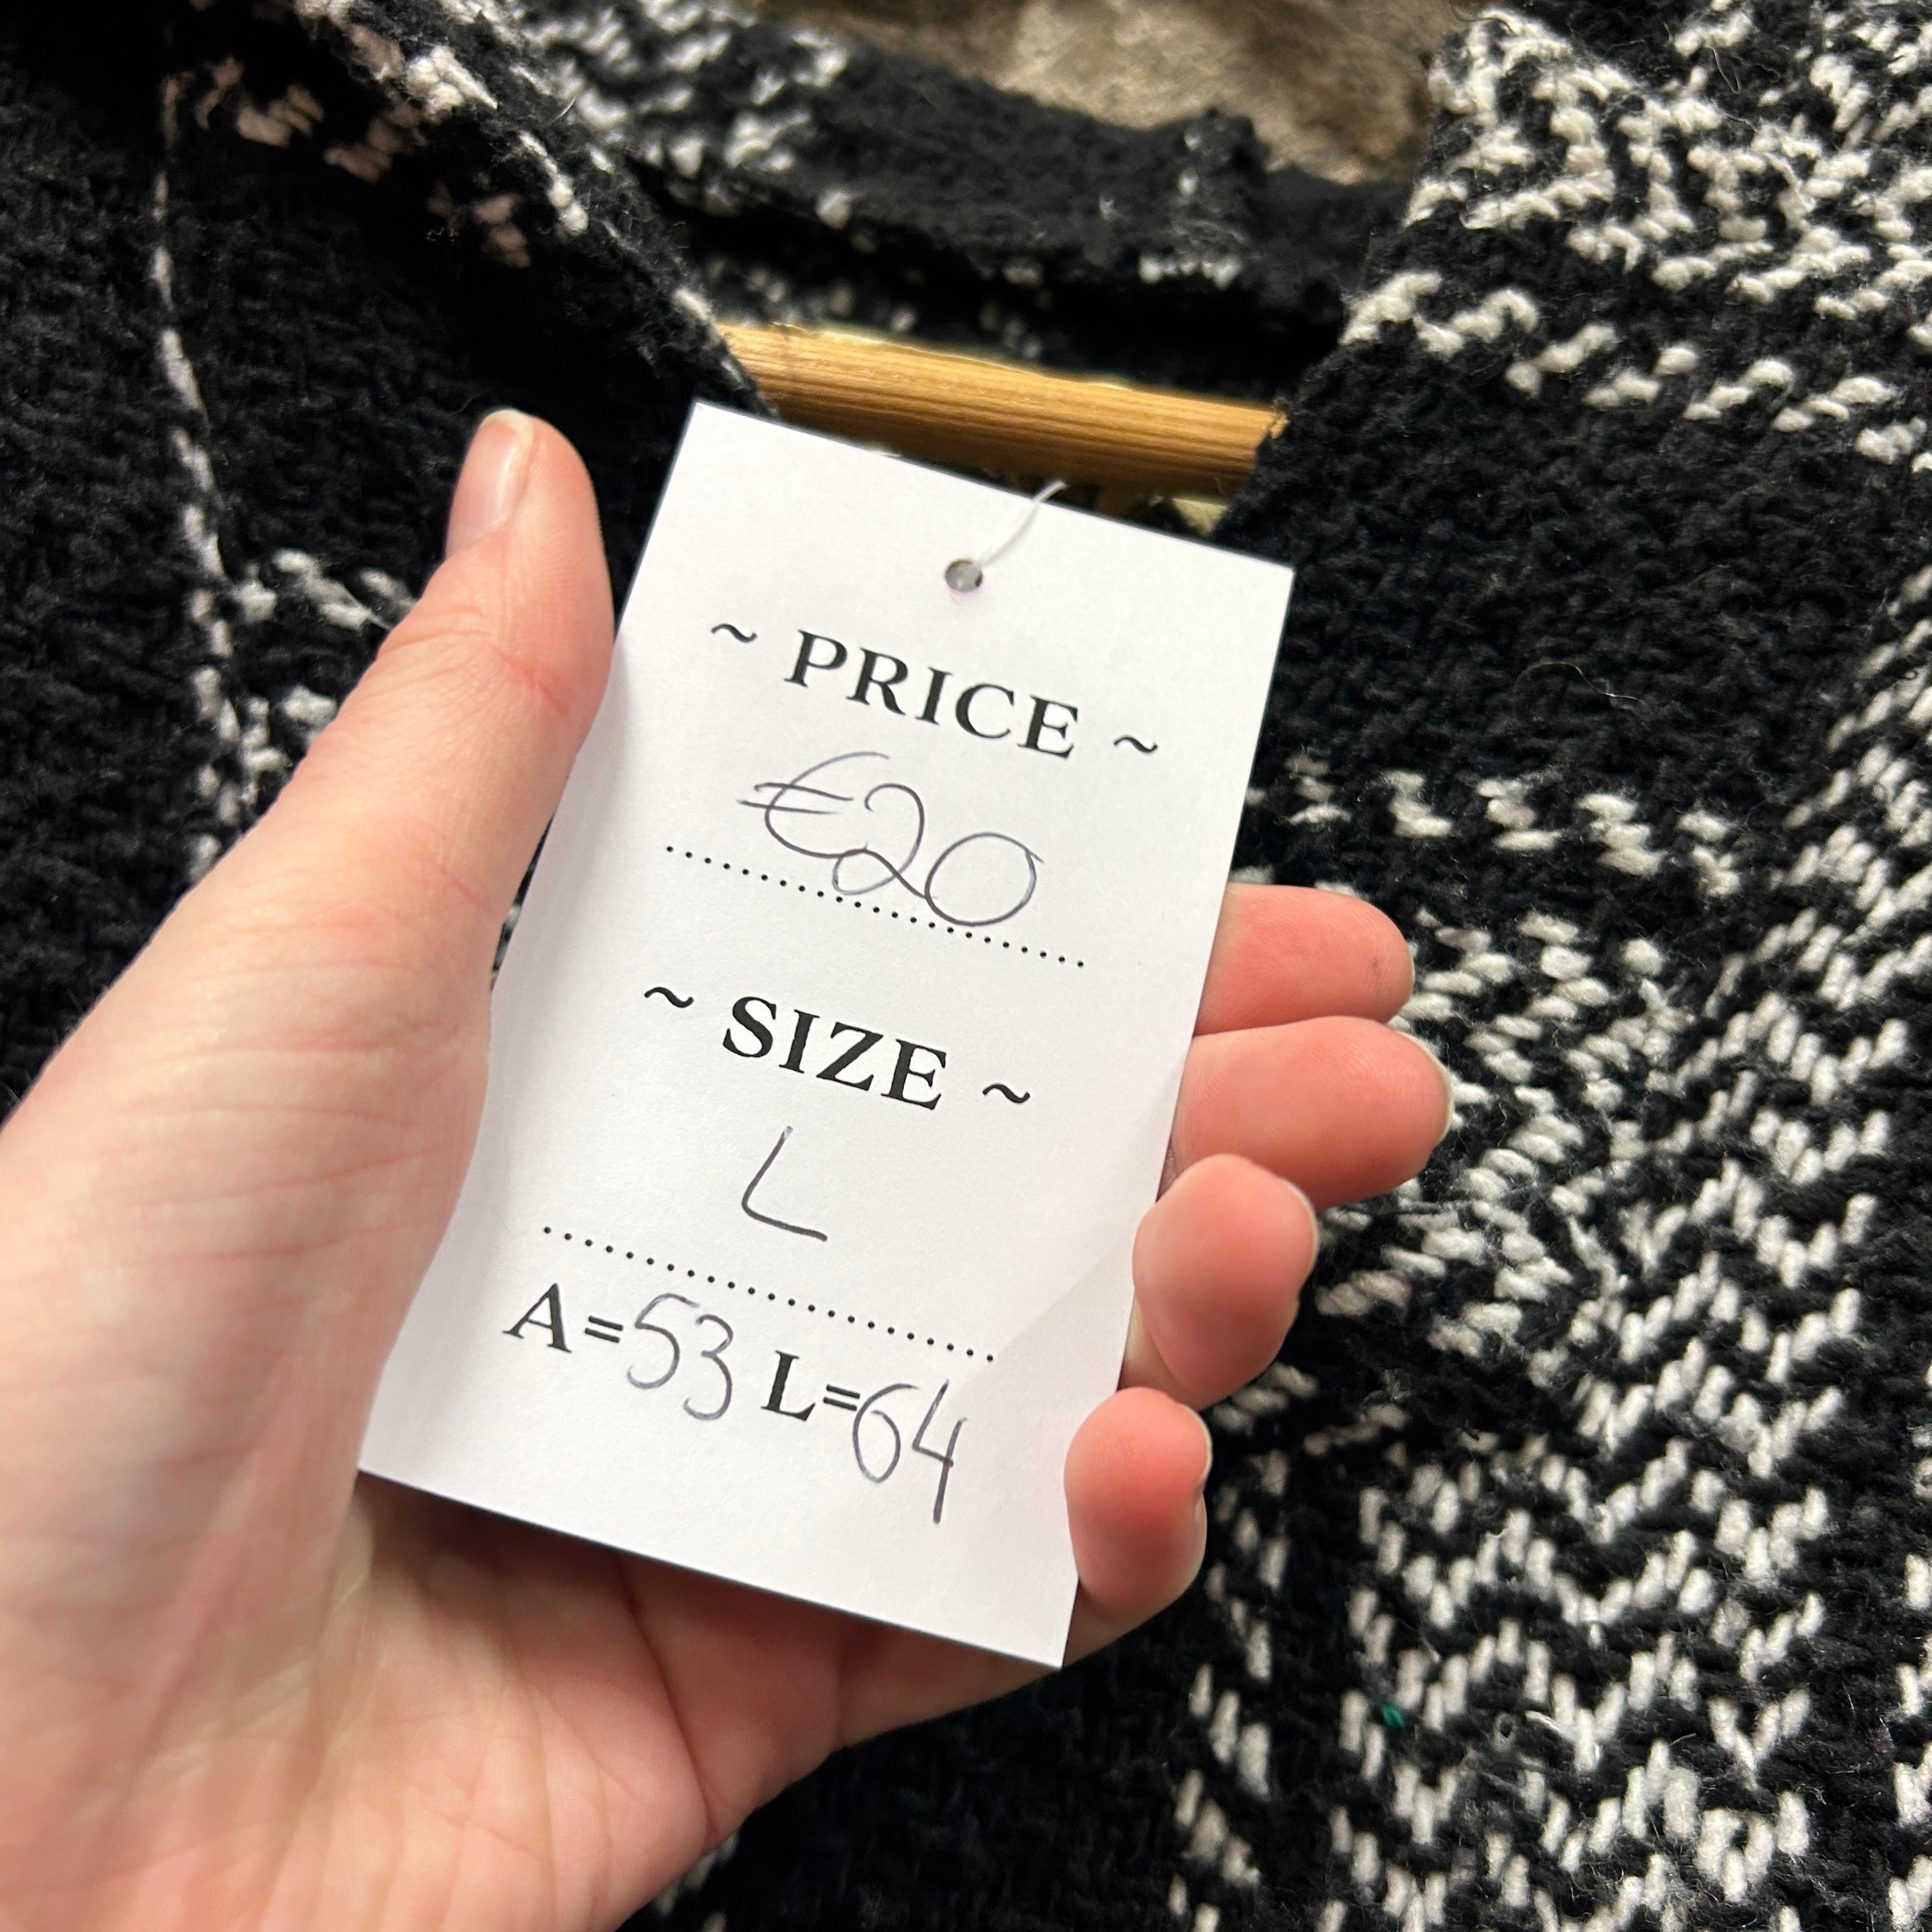 ~ PRICE ~
€20
~ SIZE ~
L
A=53 L=64